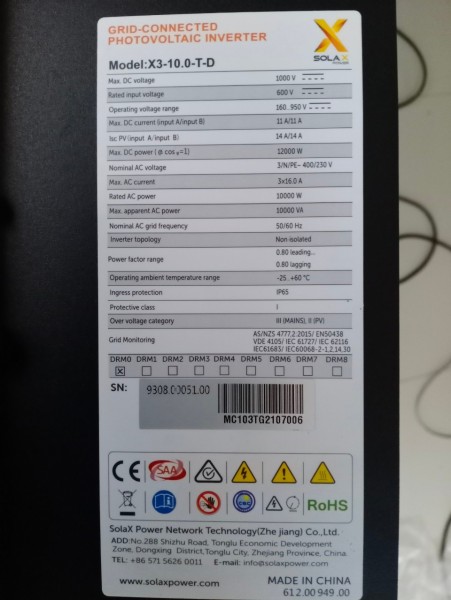 GRID-CONNECTED
PHOTOVOLTAIC INVERTER
SOLAX
POWER
Model:X3-10.0-T-D
Max. DC voltage 1000 V
Rated input voltage 600 V
Operating voltage range 160..950 V
Max. DC current (input A/input B) 11 A/11 A
Isc PV(input A/input B) 14 A/14 A
Max. DC power ( @ cosφ=1) 12000 W
Nominal AC voltage 3/N/PE~ 400/230 V
Max. AC current 3×16.0 A
Rated AC power 10000 W
Max. apparent AC power 10000 VA
Nominal AC grid frequency 50/60 Hz
Inverter topology Non-isolated
Power factor range 0.80 leading...
0.80 lagging
Operating ambient temperature range -25...+60 °C
Ingress protection IP65
Protective class I
Over voltage category III (MAINS), II (PV)
Grid Monitoring AS/NZS 4777.2,2015/ EN50438
VDE 4105/ IEC 61727/ IEC 62116
IEC61683/ IEC60068-2-1,2,14,30
DRM0 DRM1 DRM2 DRM3 DRM4 DRM5 DRM6 DRM7 DRM8
SN: 9308.00051.00
MC103TG2107006
CE SAA CQC RoHS
SolaX Power Network Technology(Zhe jiang) Co.,Ltd.
ADD:No.288 Shizhu Road, Tonglu Economic Development
Zone, Dongxing District,Tonglu City, Zhejiang Province, China.
TEL: +86 571 5626 0011 E-mail: info@solaxpower.com
www.solaxpower.com MADE IN CHINA
612.00 949 .00